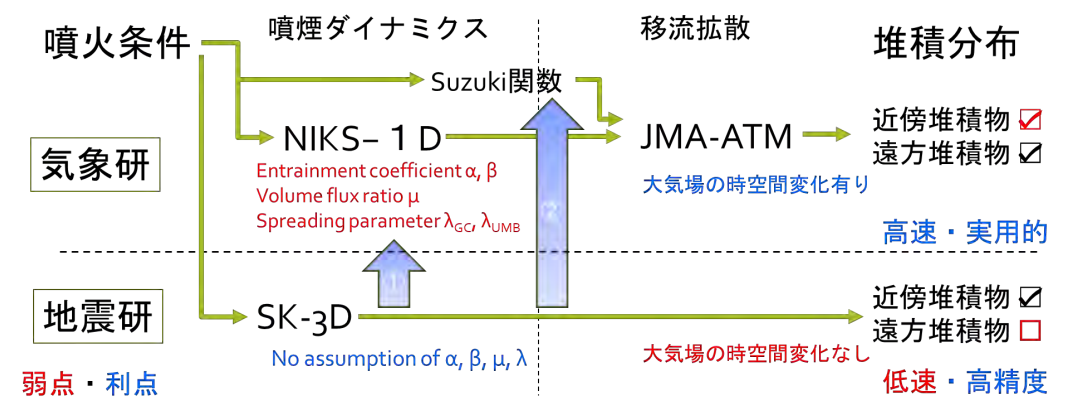 噴火条件
噴煙ダイナミクス
移流拡散
堆積分布
Suzuki関数
気象研
NIKS–１D
Entrainment coefficient α, β
Volume flux ratio μ
Spreading parameter λGC, λUMB
JMA-ATM
大気場の時空間変化有り
近傍堆積物 ☑
遠方堆積物 ☑
高速・実用的
(1)
(2)
地震研
SK-3D
No assumption of α, β, μ, λ
大気場の時空間変化なし
近傍堆積物 ☑
遠方堆積物 ☐
弱点・利点
低速・高精度